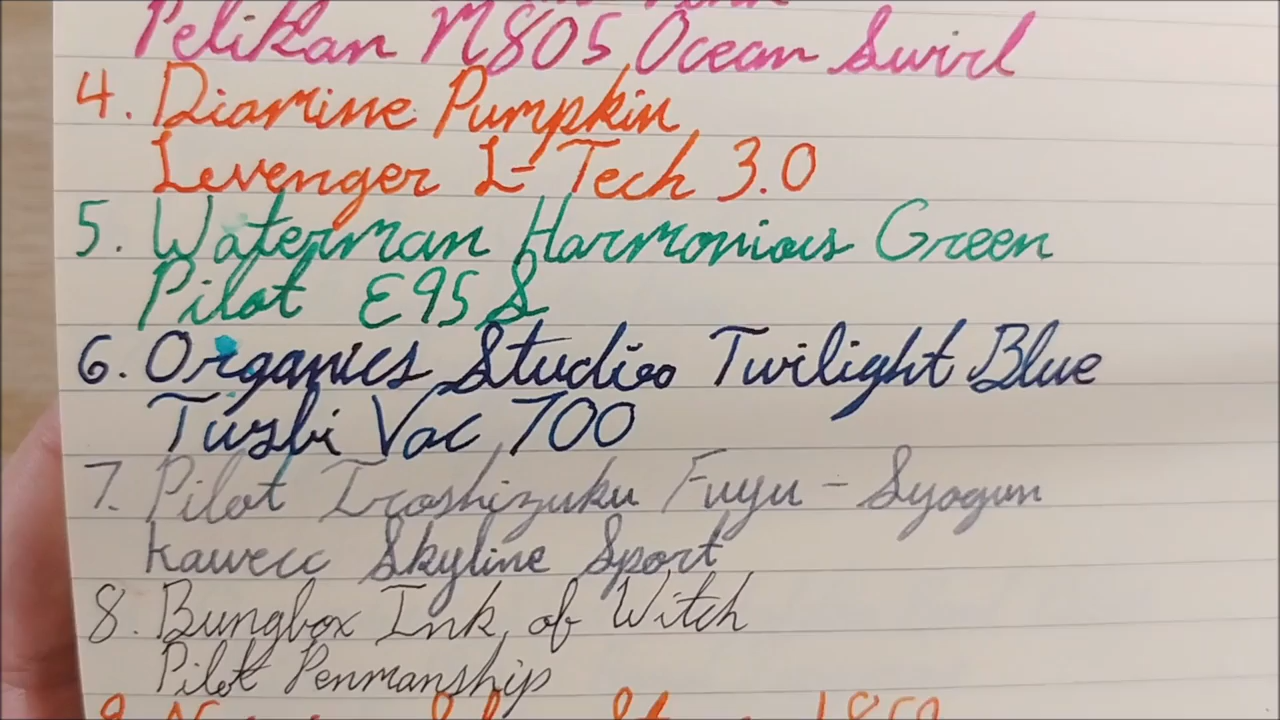 Pelikan M805 Ocean Swirl
4. Diamine Pumpkin
Levenger L-Tech 3.0
5. Waterman Harmonious Green
Pilot E95S
6. Organics Studio Twilight Blue
Twsbi Vac 700
7. Pilot Iroshizuku Fuyu-Syogun
Kaweco Skyline Sport
8. Bungbox Ink of Witch
Pilot Penmanship